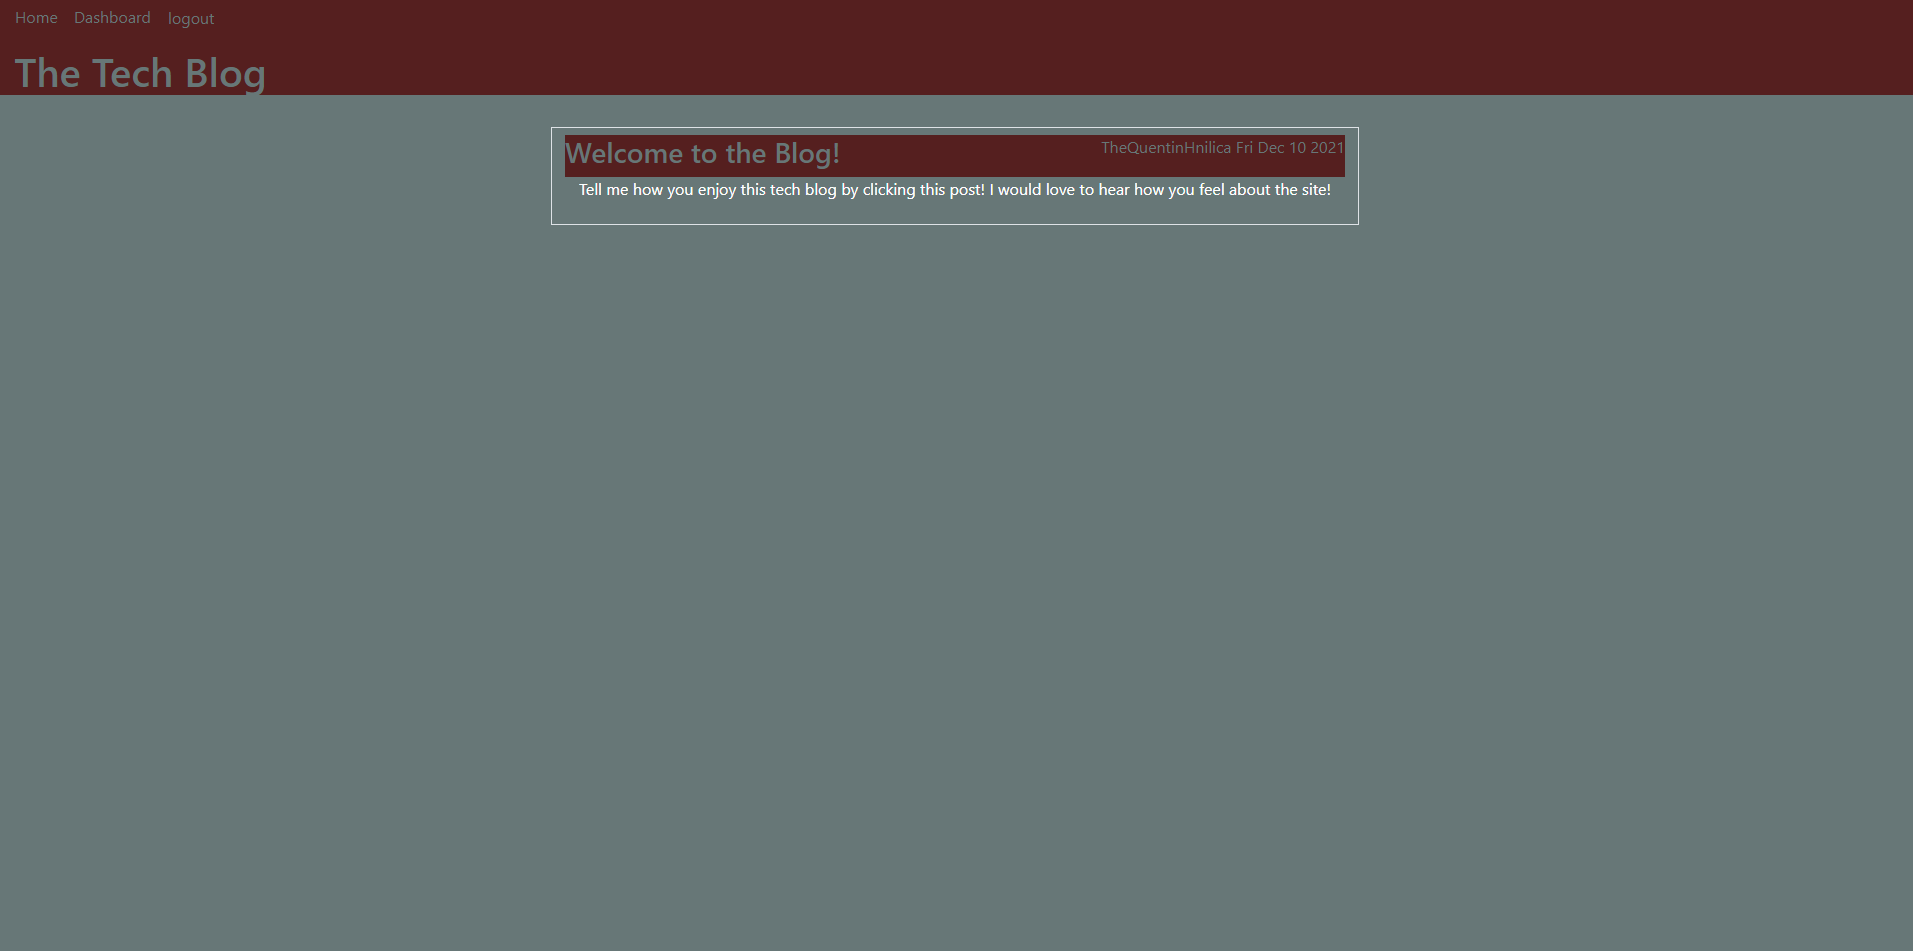 Home Dashboard logout
The Tech Blog
Welcome to the Blog! TheQuentinHnilica Fri Dec 10 2021
Tell me how you enjoy this tech blog by clicking this post! I would love to hear how you feel about the site!